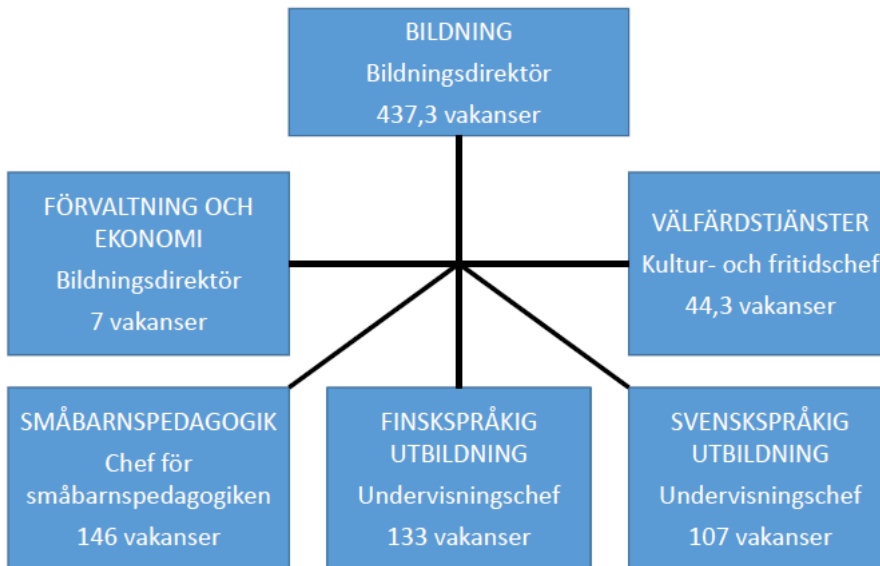 BILDNING
Bildningsdirektör
437,3 vakanser
FÖRVALTNING OCH
EKONOMI
Bildningsdirektör
7 vakanser
VÄLFÄRDSTJÄNSTER
Kultur- och fritidschef
44,3 vakanser
SMÅBARNSPEDAGOGIK
Chef för
småbarnspedagogiken
146 vakanser
FINSKSPRÅKIG
UTBILDNING
Undervisningschef
133 vakanser
SVENSKSPRÅKIG
UTBILDNING
Undervisningschef
107 vakanser